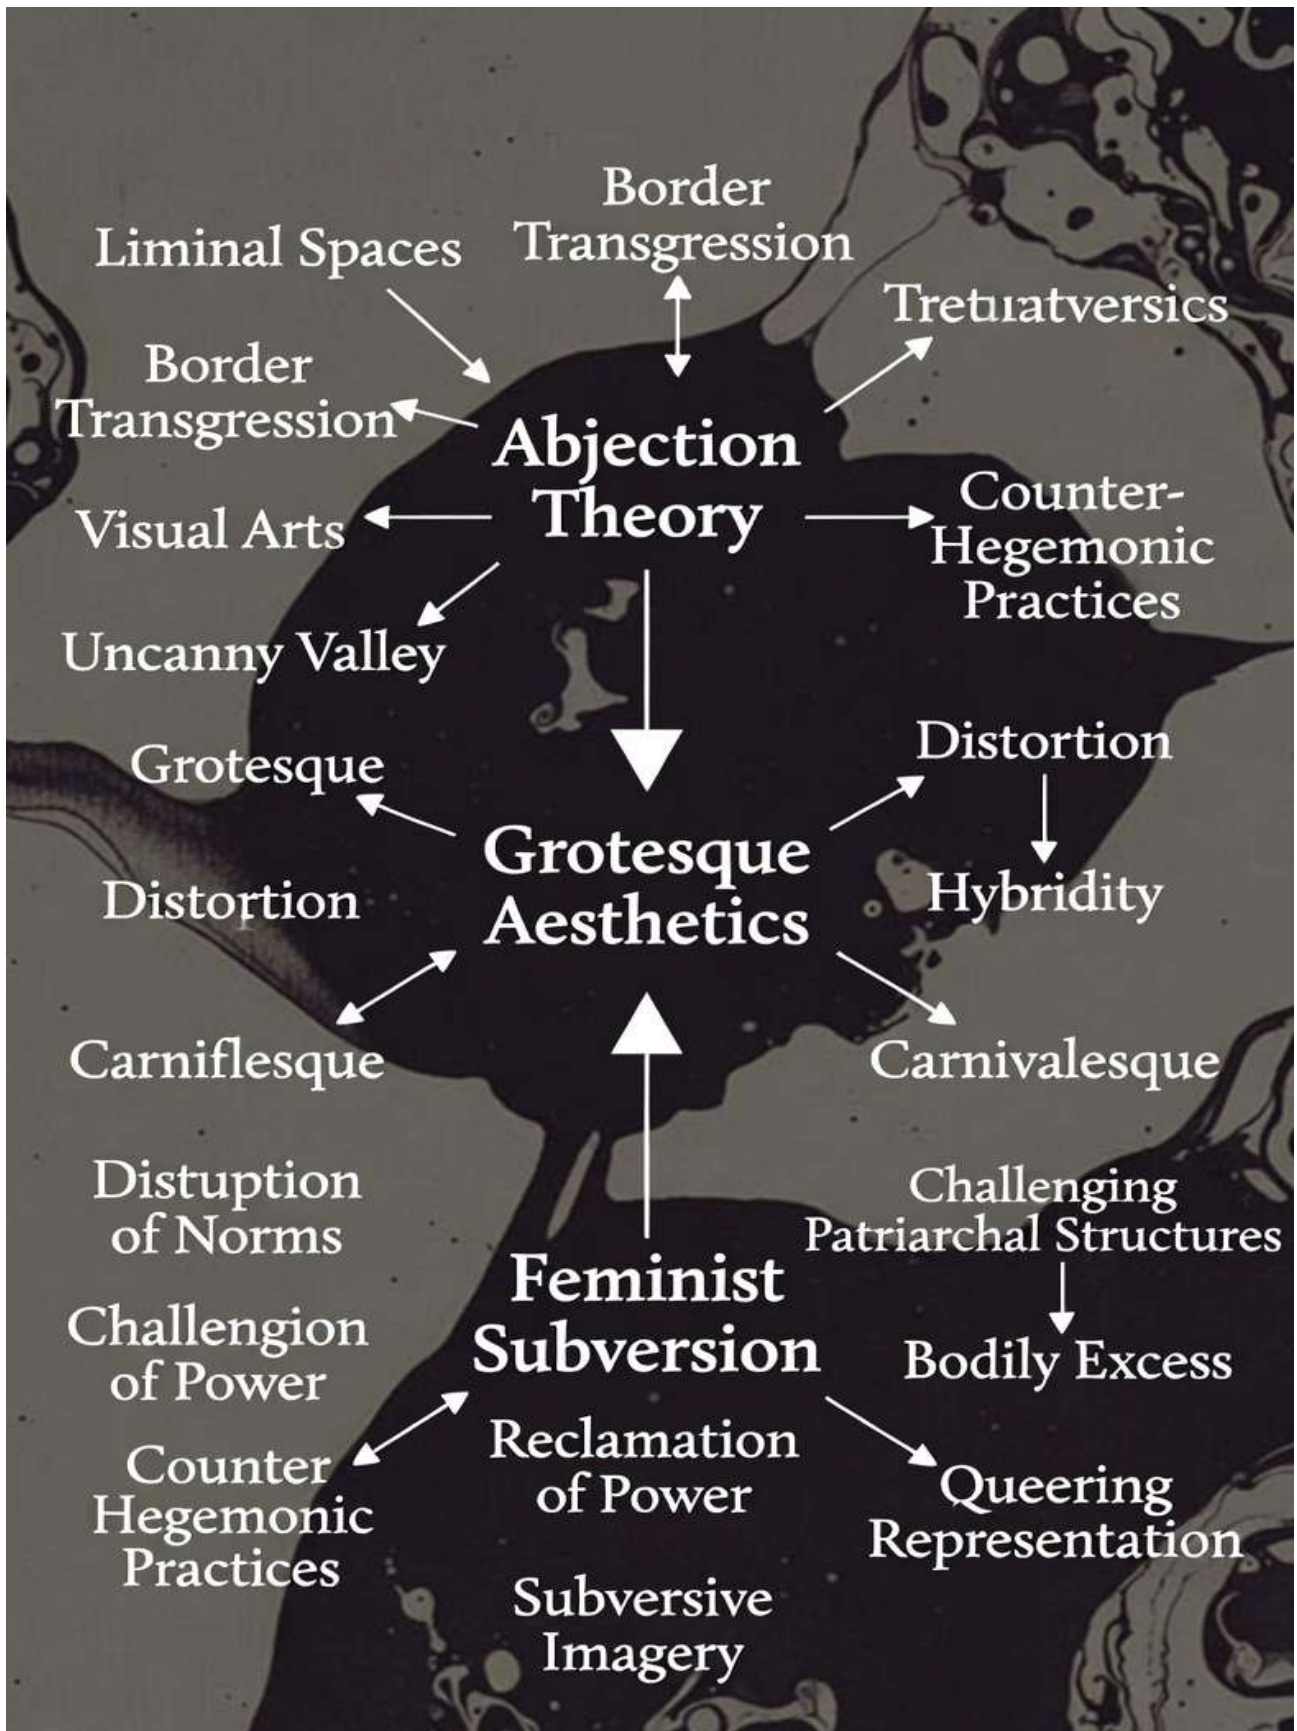 Border
Transgression
Liminal Spaces
Tretuatversics
Border
Transgression
Abjection
Theory
Visual Arts
Counter-
Hegemonic
Practices
Uncanny Valley
Grotesque
Distortion
Grotesque
Aesthetics
Hybridity
Distortion
Carniflesque
Carnivalesque
Distuption
of Norms
Challenging
Patriarchal Structures
Feminist
Subversion
Challengion
of Power
Bodily Excess
Reclamation
of Power
Counter
Hegemonic
Practices
Queering
Representation
Subversive
Imagery